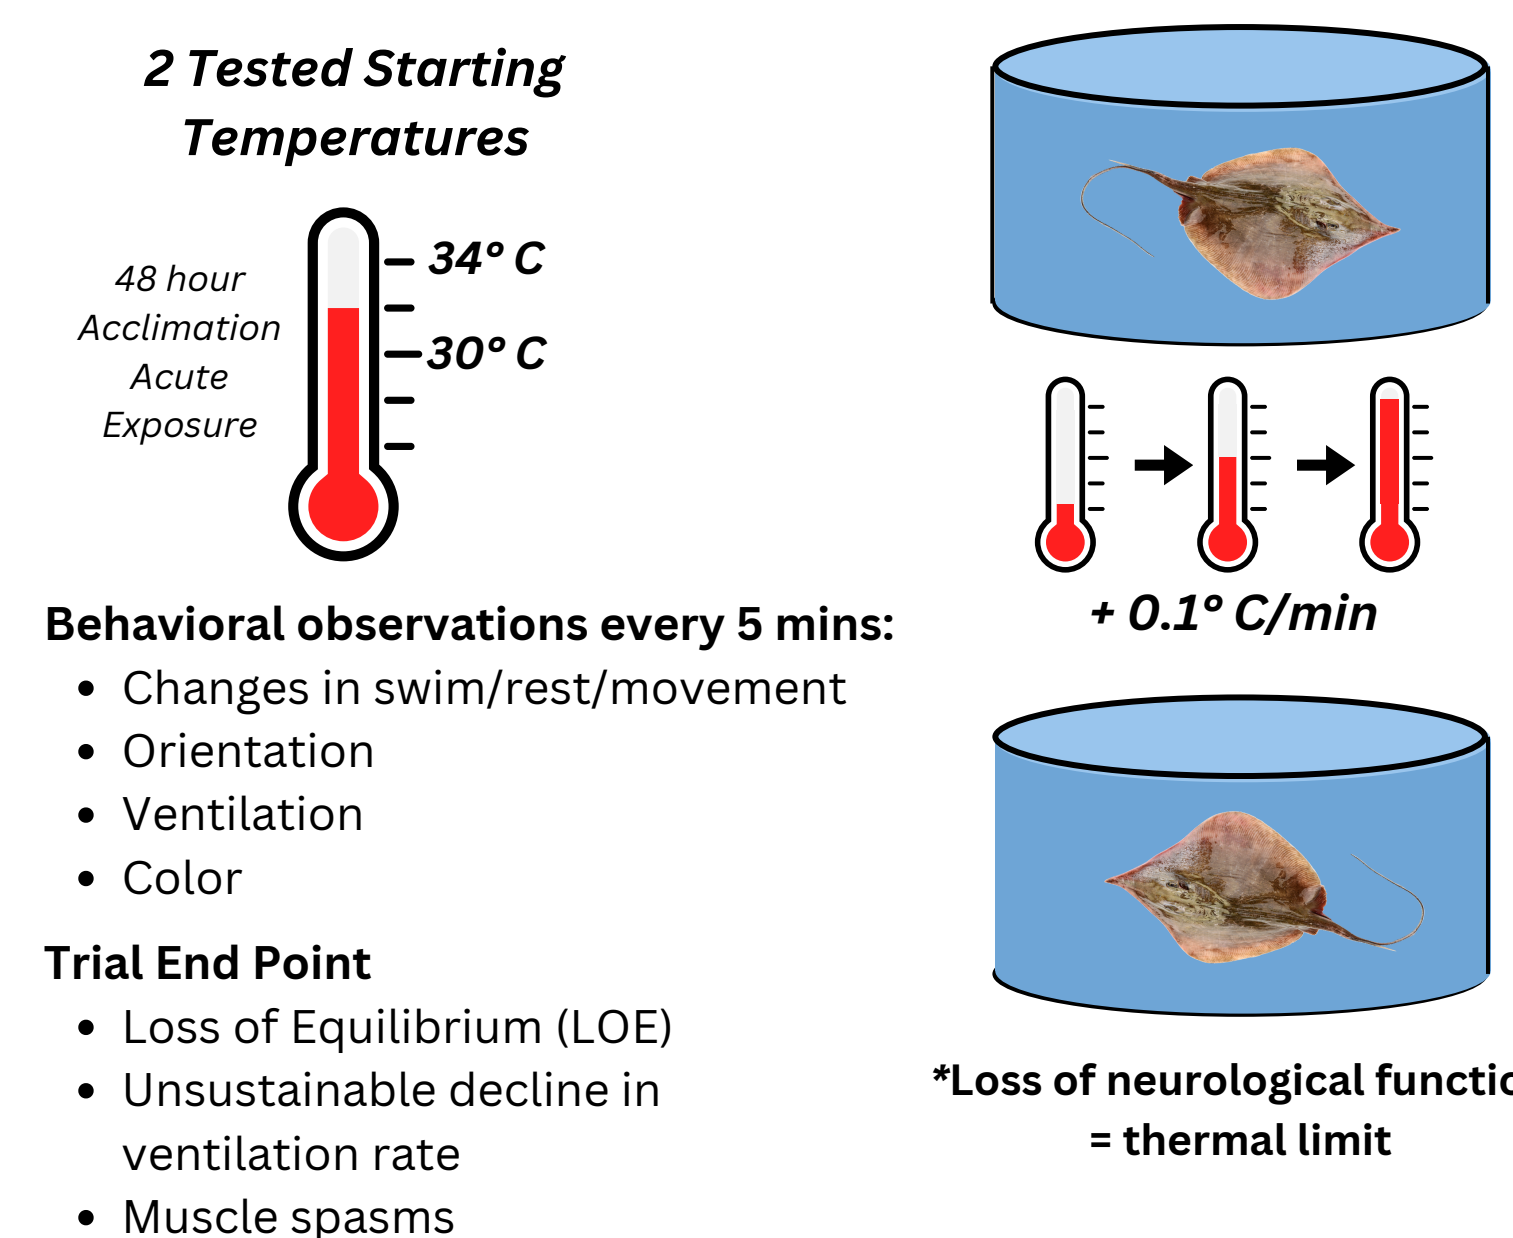 2 Tested Starting
Temperatures
34° C
30° C
48 hour
Acclimation
Acute
Exposure
Behavioral observations every 5 mins:
• Changes in swim/rest/movement
• Orientation
• Ventilation
• Color
Trial End Point
• Loss of Equilibrium (LOE)
• Unsustainable decline in
ventilation rate
• Muscle spasms
+ 0.1° C/min
*Loss of neurological functio
= thermal limit